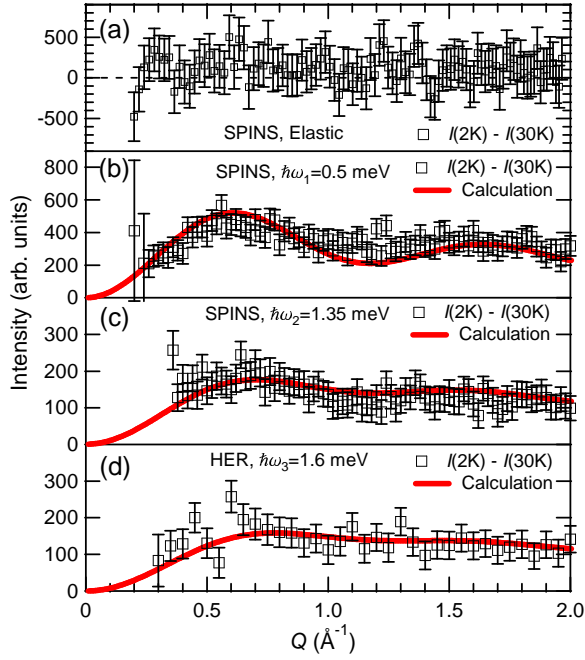 (a)
500
0
-500
SPINS, Elastic
I(2K) - I(30K)
(b)
SPINS, ℏω₁=0.5 meV
I(2K) - I(30K)
Calculation
800
600
400
200
0
(c)
SPINS, ℏω₂=1.35 meV
I(2K) - I(30K)
Calculation
300
200
100
0
(d)
HER, ℏω₃=1.6 meV
I(2K) - I(30K)
Calculation
300
200
100
0
Intensity (arb. units)
0 0.5 1.0 1.5 2.0
Q (Å⁻¹)